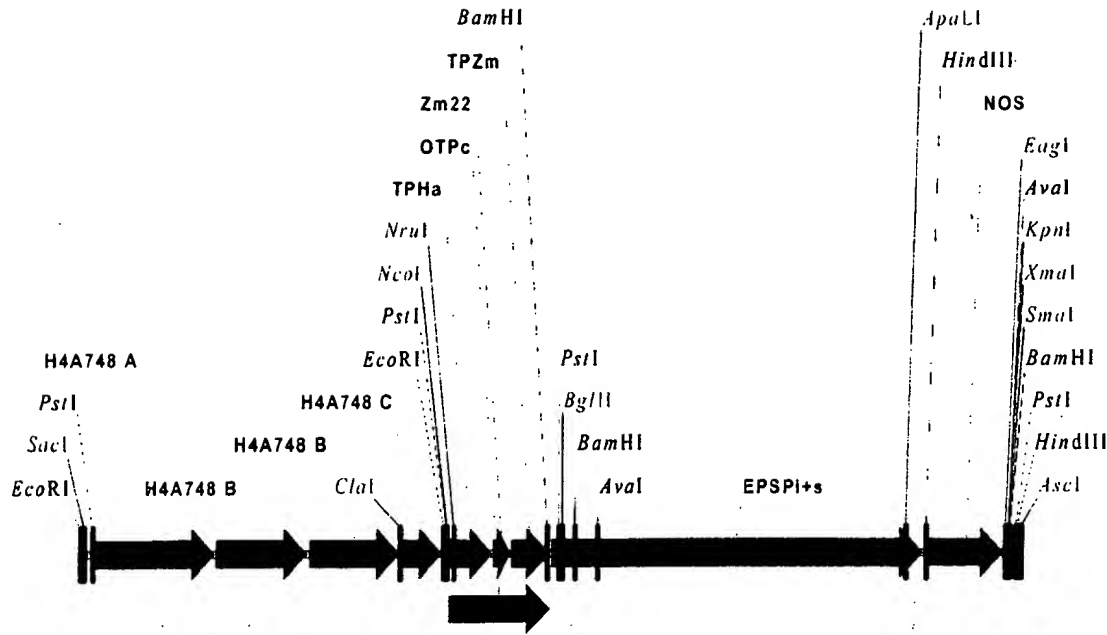 BamHI
ApaLI
TPZm
HindIII
Zm22
NOS
OTPc
EagI
TPHa
AvaI
NruI
KpnI
NcoI
XmaI
PstI
SmaI
H4A748 A
EcoRI
PstI
BamHI
PstI
H4A748 C
BglII
PstI
SacI
H4A748 B
BamHI
HindIII
EcoRI
H4A748 B
ClaI
AvaI
EPSPi+s
AscI